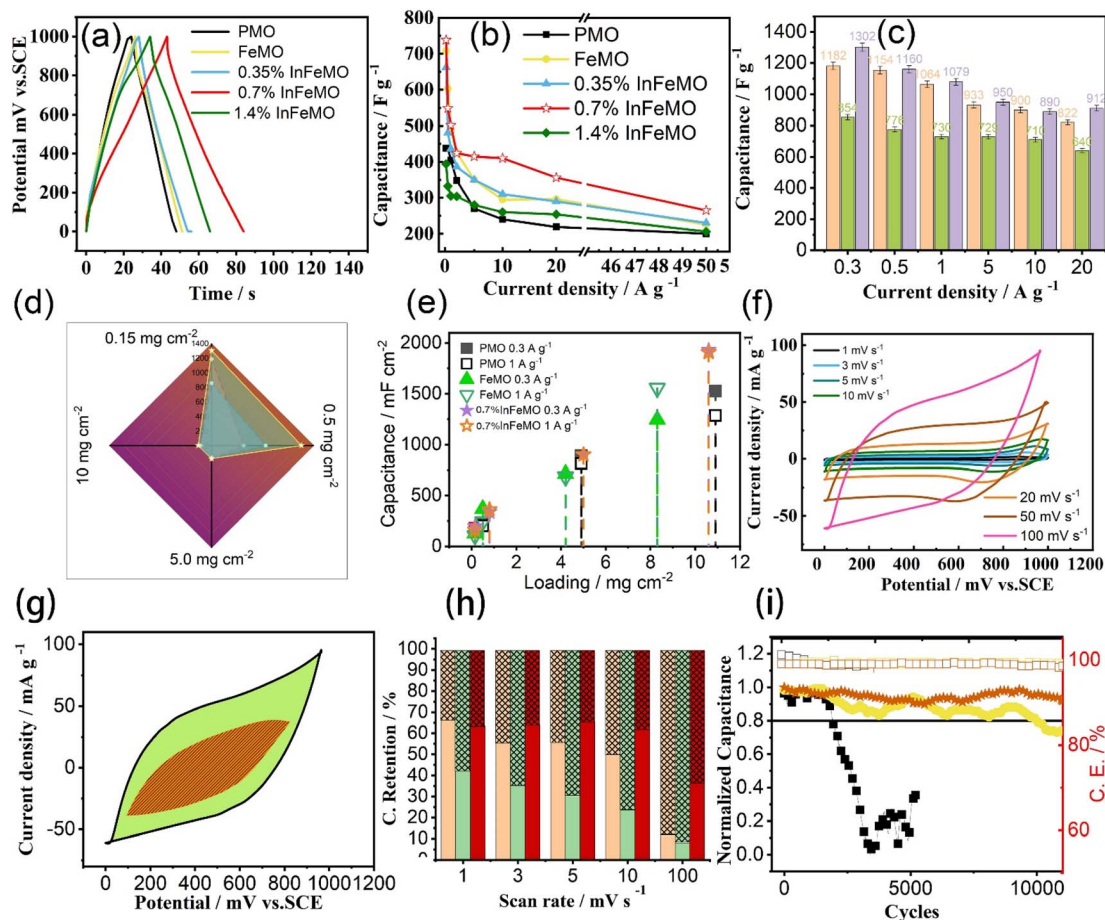 (a)
Potential mV vs.SCE
1000
800
600
400
200
0
PMO
FeMO
0.35% InFeMO
0.7% InFeMO
1.4% InFeMO
0 20 40 60 80 100 120 140
Time / s
(b)
Capacitance / F g⁻¹
800
700
600
500
400
300
200
PMO
FeMO
0.35% InFeMO
0.7% InFeMO
1.4% InFeMO
0 10 20 46 47 48 49 50 5
Current density / A g⁻¹
(c)
Capacitance / F g⁻¹
1400
1200
1000
800
600
400
200
0
1182 854 1302
1154 776 1160
1064 730 1079
933 729 950
900 710 890
822 640 912
0.3 0.5 1 5 10 20
Current density / A g⁻¹
(d)
0.15 mg cm⁻²
0.5 mg cm⁻²
5.0 mg cm⁻²
10 mg cm⁻²
1400
1200
1000
800
600
400
(e)
Capacitance / mF cm⁻²
2000
1500
1000
500
0
PMO 0.3 A g⁻¹
PMO 1 A g⁻¹
FeMO 0.3 A g⁻¹
FeMO 1 A g⁻¹
0.7%InFeMO 0.3 A g⁻¹
0.7%InFeMO 1 A g⁻¹
0 2 4 6 8 10 12
Loading / mg cm⁻²
(f)
Current density / mA g⁻¹
100
50
0
-50
1 mV s⁻¹
3 mV s⁻¹
5 mV s⁻¹
10 mV s⁻¹
20 mV s⁻¹
50 mV s⁻¹
100 mV s⁻¹
0 200 400 600 800 1000 1200
Potential / mV vs.SCE
(g)
Current density / mA g⁻¹
100
50
0
-50
0 200 400 600 800 1000 1200
Potential / mV vs.SCE
(h)
C. Retention / %
100
90
80
70
60
50
40
30
20
10
1 3 5 10 100
Scan rate / mV s⁻¹
(i)
Normalized Capacitance
1.2
1.0
0.8
0.6
0.4
0.2
0.0
100
80
60
C. E. / %
0 5000 10000
Cycles